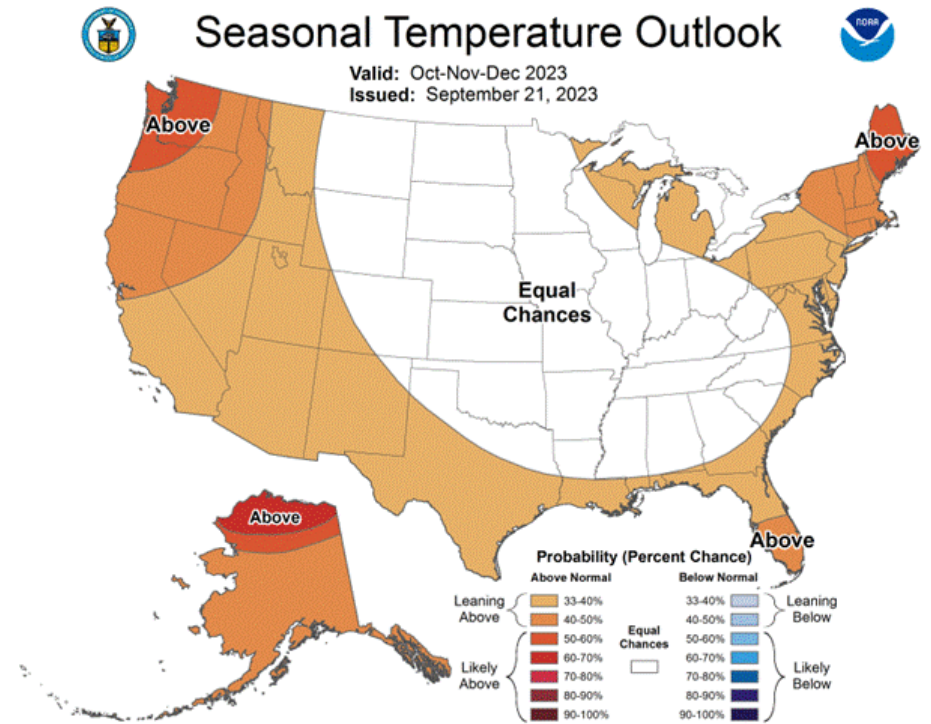 Seasonal Temperature Outlook
NOAA
Valid: Oct-Nov-Dec 2023
Issued: September 21, 2023
Above
Above
Equal
Chances
Above
Above
Probability (Percent Chance)
Above Normal
Below Normal
Leaning
Above
33-40%
40-50%
Likely
Above
50-60%
60-70%
70-80%
80-90%
90-100%
Equal
Chances
33-40%
40-50%
Leaning
Below
50-60%
60-70%
70-80%
80-90%
90-100%
Likely
Below